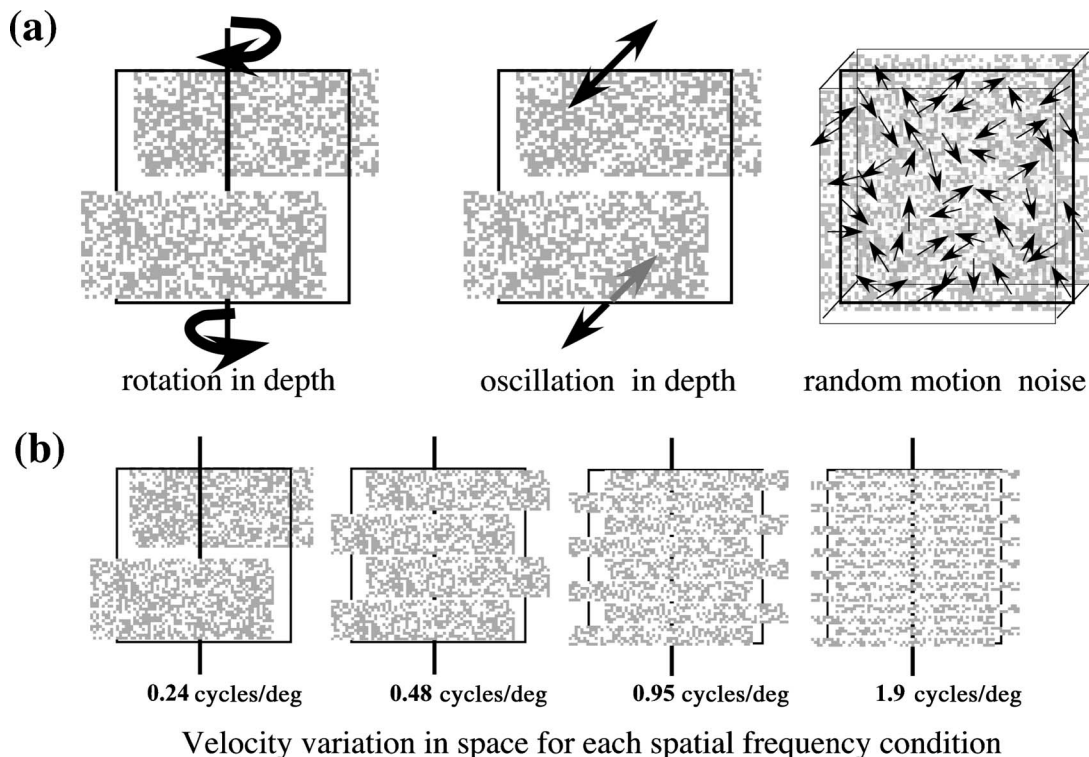 (a)
rotation in depth
oscillation in depth
random motion noise
(b)
0.24 cycles/deg
0.48 cycles/deg
0.95 cycles/deg
1.9 cycles/deg
Velocity variation in space for each spatial frequency condition